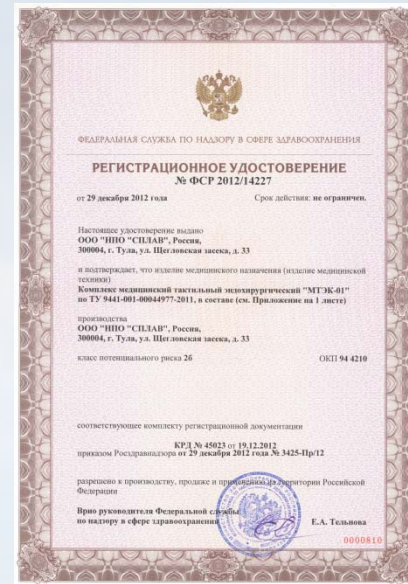 ФЕДЕРАЛЬНАЯ СЛУЖБА ПО НАДЗОРУ В СФЕРЕ ЗДРАВООХРАНЕНИЯ
РЕГИСТРАЦИОННОЕ УДОСТОВЕРЕНИЕ
№ ФСР 2012/14227
от 29 декабря 2012 года Срок действия: не ограничен.
Настоящее удостоверение выдано
ООО "НПО "СПЛАВ", Россия,
300004, г. Тула, ул. Щегловская засека, д. 33
и подтверждает, что изделие медицинского назначения (изделие медицинской
техники)
Комплекс медицинский тактильный эндохирургический "МТЭК-01"
по ТУ 9441-001-00044977-2011, в составе (см. Приложение на 1 листе)
производства
ООО "НПО "СПЛАВ", Россия,
300004, г. Тула, ул. Щегловская засека, д. 33
класс потенциального риска 2б ОКП 94 4210
соответствующее комплекту регистрационной документации
КРД № 45023 от 19.12.2012
приказом Росздравнадзора от 29 декабря 2012 года № 3425-Пр/12
разрешено к производству, продаже и применению на территории Российской
Федерации
Врио руководителя Федеральной службы
по надзору в сфере здравоохранения Е.А. Тельнова
0000810